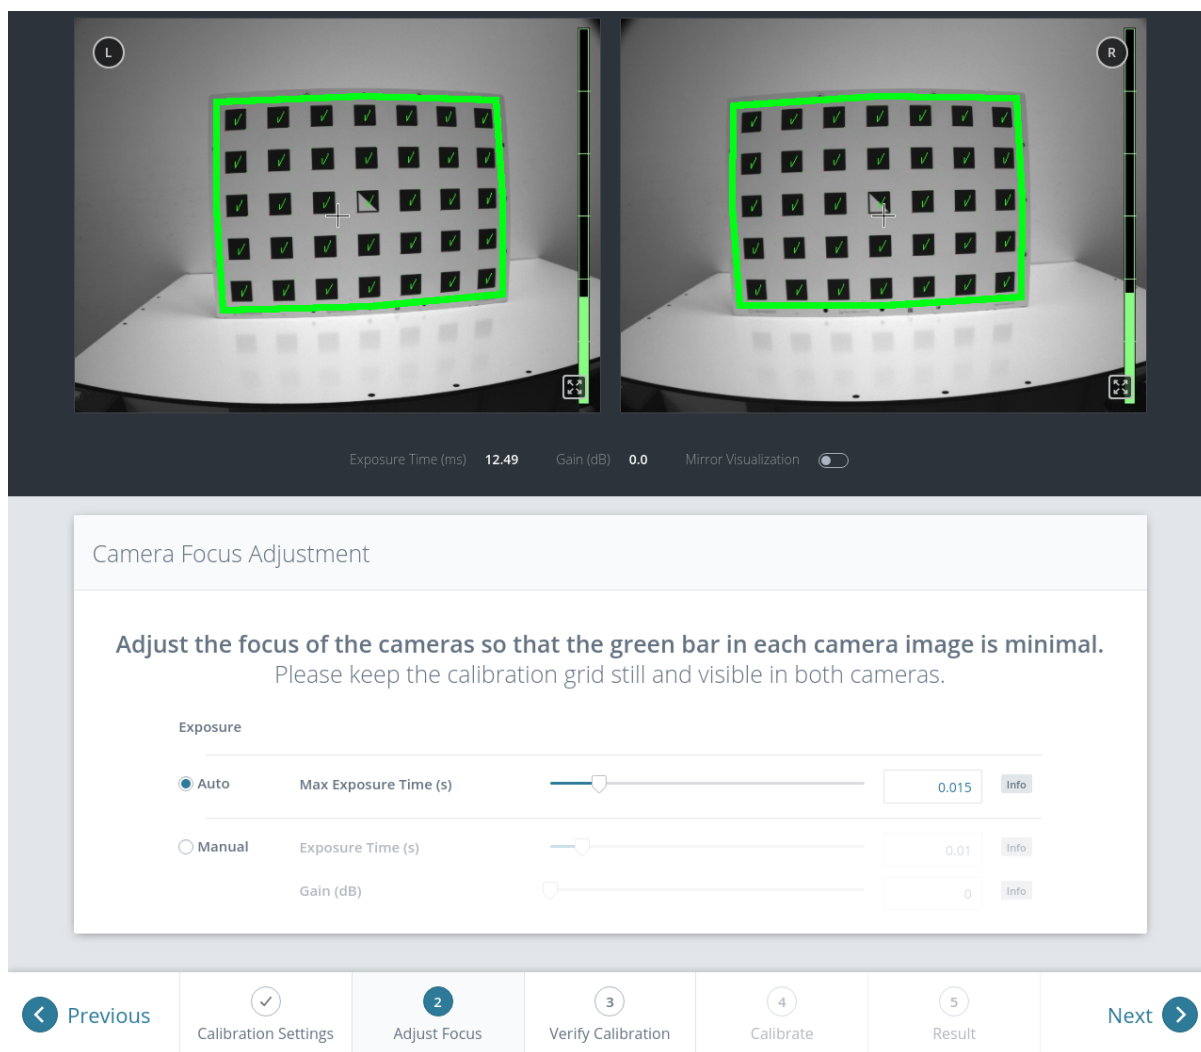 L
R
Exposure Time (ms) 12.49 Gain (dB) 0.0 Mirror Visualization
Camera Focus Adjustment
Adjust the focus of the cameras so that the green bar in each camera image is minimal.
Please keep the calibration grid still and visible in both cameras.
Exposure
Auto Max Exposure Time (s) 0.015 Info
Manual Exposure Time (s) 0.01 Info
Gain (dB) 0 Info
Previous
2 3 4 5
Calibration Settings Adjust Focus Verify Calibration Calibrate Result
Next